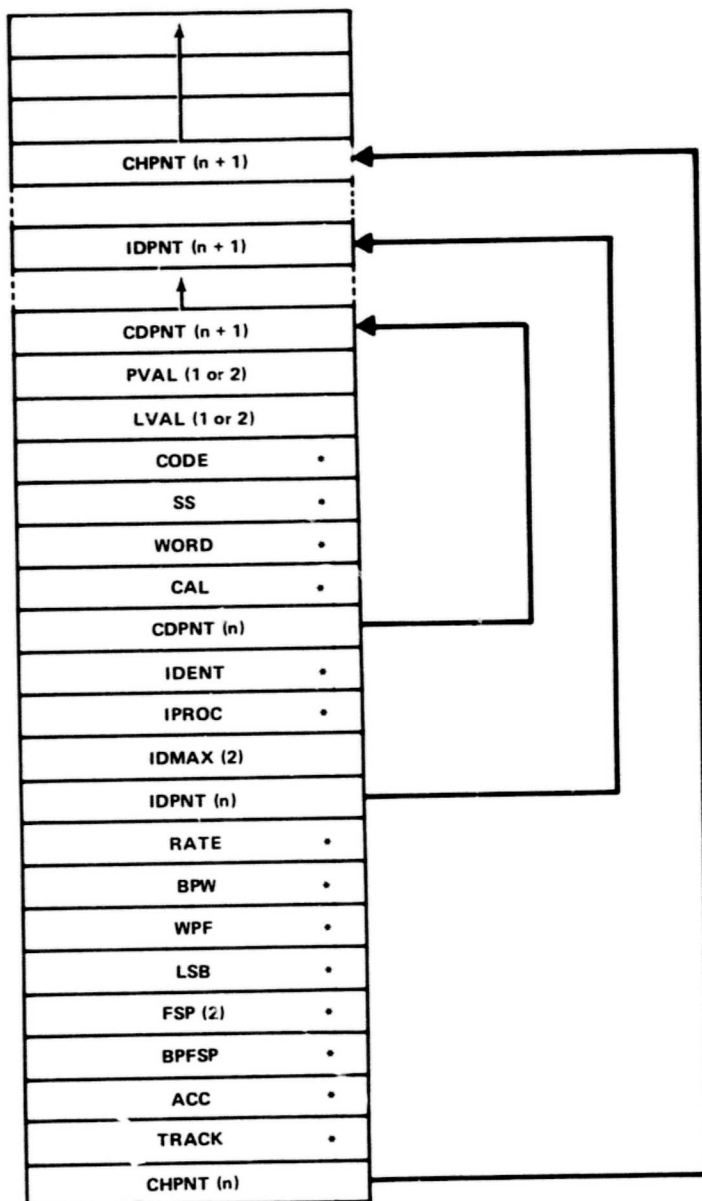 CHPNT (n + 1)
IDPNT (n + 1)
CDPNT (n + 1)
PVAL (1 or 2)
LVAL (1 or 2)
CODE •
SS •
WORD •
CAL •
CDPNT (n)
IDENT •
IPROC •
IDMAX (2)
IDPNT (n)
RATE •
BPW •
WPF •
LSB •
FSP (2) •
BPFSP •
ACC •
TRACK •
CHPNT (n)